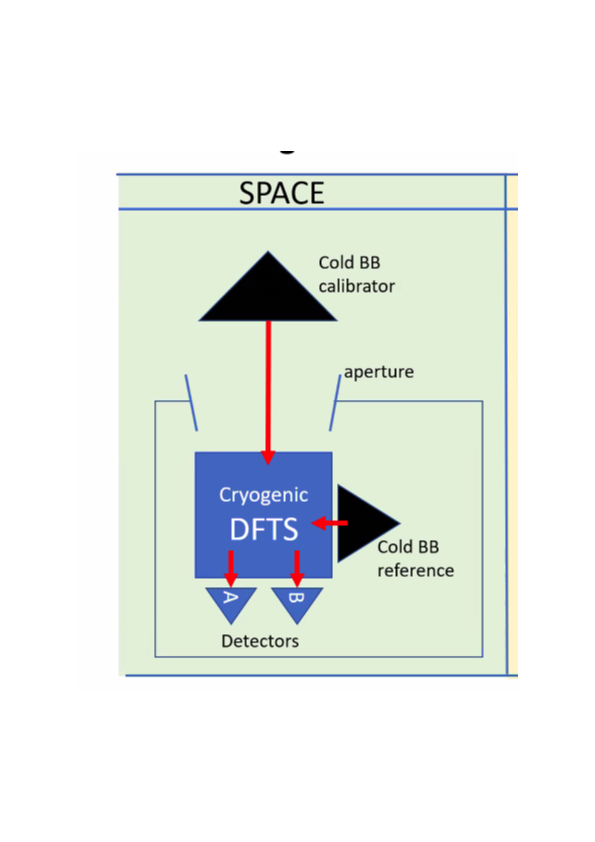 SPACE
Cold BB
calibrator
aperture
Cryogenic
DFTS
Cold BB
reference
A
B
Detectors